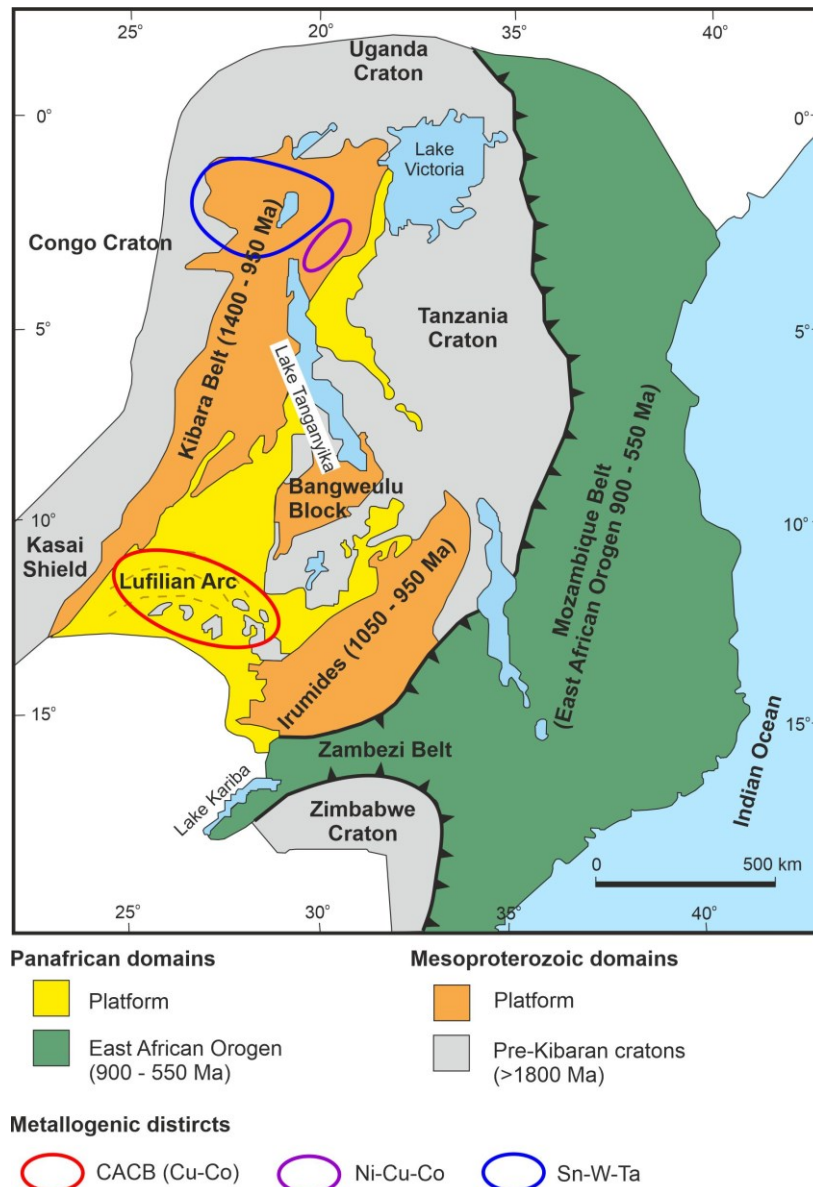 25°
20°
35°
40°
Uganda
Craton
0°
0°
Lake
Victoria
Congo Craton
Kibara Belt (1400 - 950 Ma)
Tanzania
Craton
5°
5°
Lake Tanganyika
Mozambique Belt
(East African Orogen 900 - 550 Ma)
Bangweulu
Block
10°
10°
Kasai
Shield
Lufilian Arc
Irumides (1050 - 950 Ma)
15°
15°
Zambezi Belt
Lake Kariba
Zimbabwe
Craton
Indian Ocean
0
500 km
25°
30°
35°
40°
Panafrican domains
Platform
East African Orogen
(900 - 550 Ma)
Mesoproterozoic domains
Platform
Pre-Kibaran cratons
(>1800 Ma)
Metallogenic distircts
CACB (Cu-Co)
Ni-Cu-Co
Sn-W-Ta